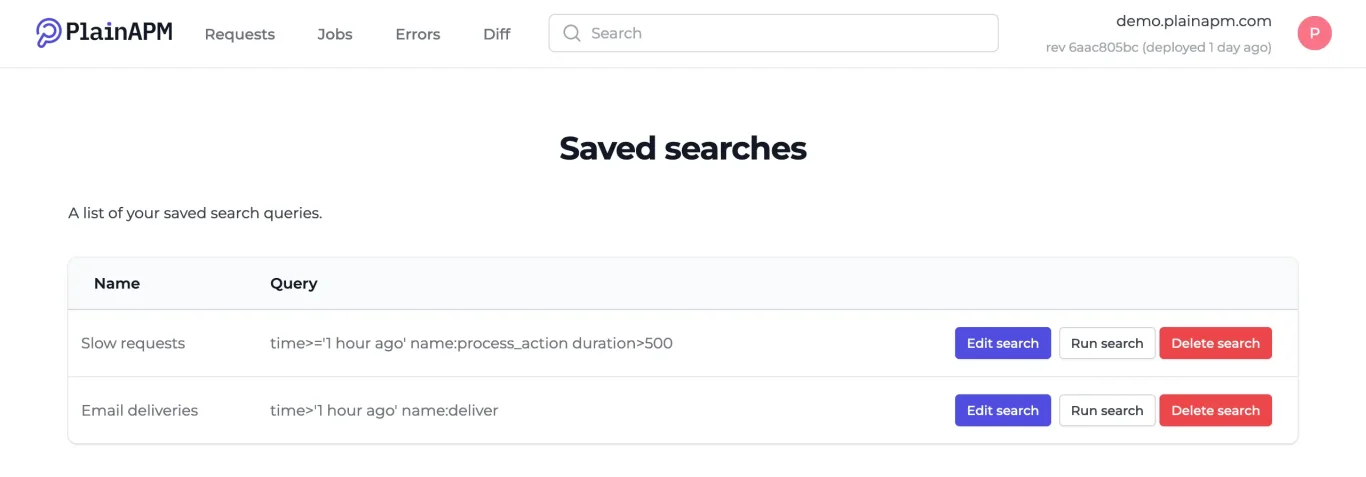 PlainAPM Requests Jobs Errors Diff Search demo.plainapm.com
rev 6aac805bc (deployed 1 day ago)
P
Saved searches
A list of your saved search queries.
Name Query
Slow requests time>='1 hour ago' name:process_action duration>500 Edit search Run search Delete search
Email deliveries time>'1 hour ago' name:deliver Edit search Run search Delete search